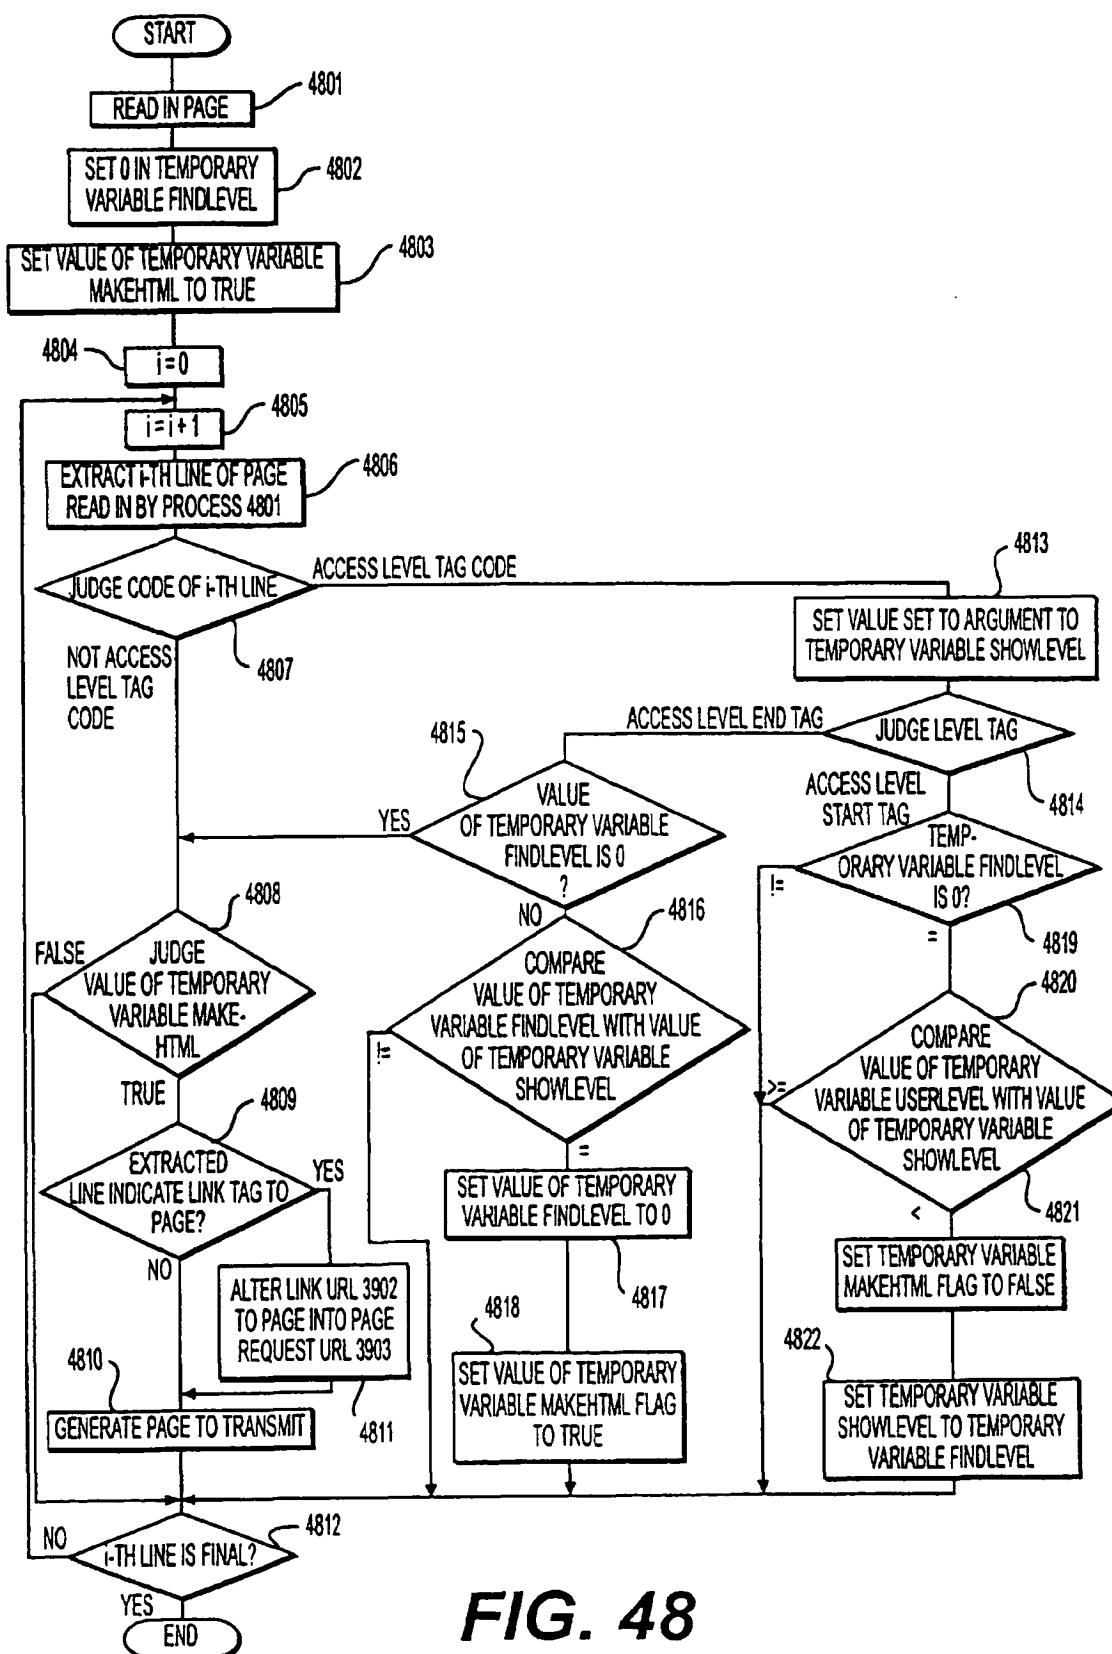 START
4801
READ IN PAGE
4802
SET 0 IN TEMPORARY
VARIABLE FINDLEVEL
4803
SET VALUE OF TEMPORARY VARIABLE
MAKEHTML TO TRUE
4804
i=0
4805
i=i+1
4806
EXTRACT i-TH LINE OF PAGE
READ IN BY PROCESS 4801
JUDGE CODE OF i-TH LINE
ACCESS LEVEL TAG CODE
4807
NOT ACCESS
LEVEL TAG
CODE
4813
SET VALUE SET TO ARGUMENT TO
TEMPORARY VARIABLE SHOWLEVEL
JUDGE LEVEL TAG
ACCESS LEVEL END TAG
4814
ACCESS LEVEL
START TAG
4815
VALUE
OF TEMPORARY VARIABLE
FINDLEVEL IS 0
?
YES
NO
TEMP-
ORARY VARIABLE FINDLEVEL
IS 0?
!=
=
4819
4808
JUDGE
VALUE OF TEMPORARY
VARIABLE MAKE-
HTML
FALSE
TRUE
4816
COMPARE
VALUE OF TEMPORARY
VARIABLE FINDLEVEL WITH VALUE
OF TEMPORARY VARIABLE
SHOWLEVEL
!=
=
4820
COMPARE
VALUE OF TEMPORARY
VARIABLE USERLEVEL WITH VALUE
OF TEMPORARY VARIABLE
SHOWLEVEL
>=
<
4821
4809
EXTRACTED
LINE INDICATE LINK TAG TO
PAGE?
YES
NO
SET VALUE OF TEMPORARY
VARIABLE FINDLEVEL TO 0
4817
SET TEMPORARY VARIABLE
MAKEHTML FLAG TO FALSE
ALTER LINK URL 3902
TO PAGE INTO PAGE
REQUEST URL 3903
4811
4818
SET VALUE OF TEMPORARY
VARIABLE MAKEHTML FLAG
TO TRUE
4822
SET TEMPORARY VARIABLE
SHOWLEVEL TO TEMPORARY
VARIABLE FINDLEVEL
4810
GENERATE PAGE TO TRANSMIT
4812
i-TH LINE IS FINAL?
NO
YES
END
FIG. 48